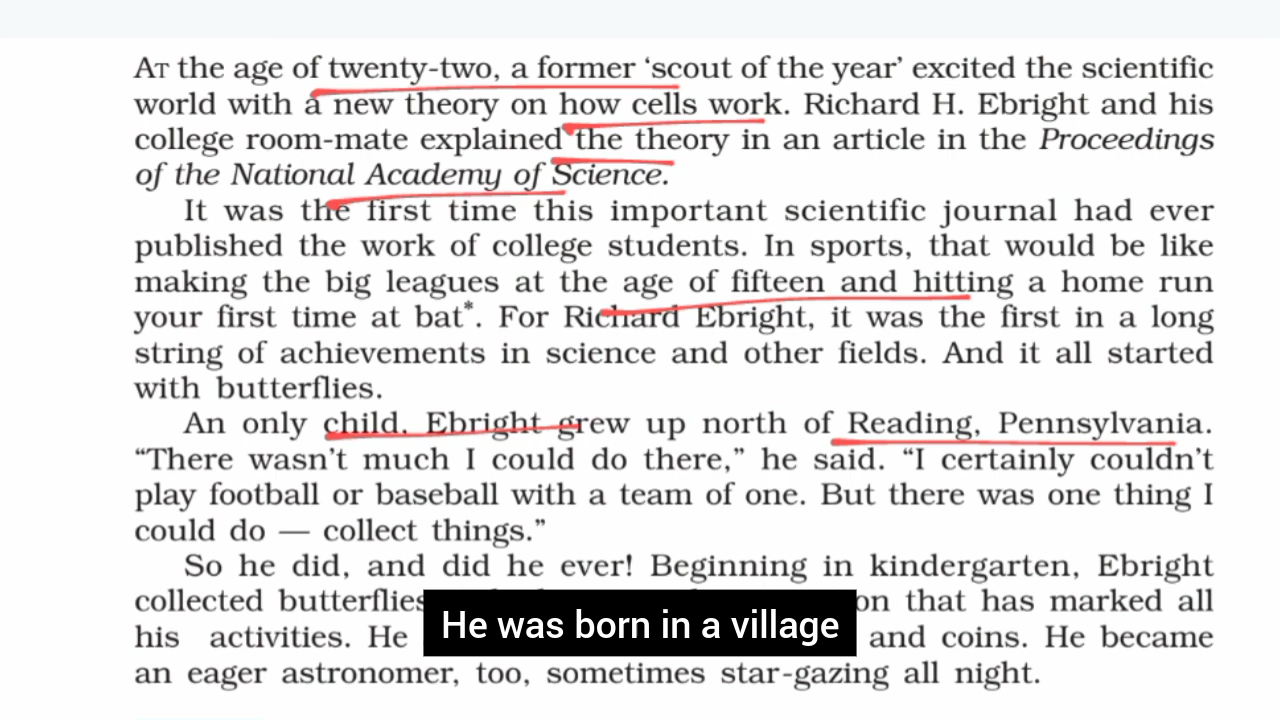 AT the age of twenty-two, a former ‘scout of the year’ excited the scientific
world with a new theory on how cells work. Richard H. Ebright and his
college room-mate explained the theory in an article in the Proceedings
of the National Academy of Science.
It was the first time this important scientific journal had ever
published the work of college students. In sports, that would be like
making the big leagues at the age of fifteen and hitting a home run
your first time at bat*. For Richard Ebright, it was the first in a long
string of achievements in science and other fields. And it all started
with butterflies.
An only child, Ebright grew up north of Reading, Pennsylvania.
“There wasn’t much I could do there,” he said. “I certainly couldn’t
play football or baseball with a team of one. But there was one thing I
could do — collect things.”
So he did, and did he ever! Beginning in kindergarten, Ebright
collected butterflies on that has marked all
his activities. He and coins. He became
an eager astronomer, too, sometimes star-gazing all night.
He was born in a village